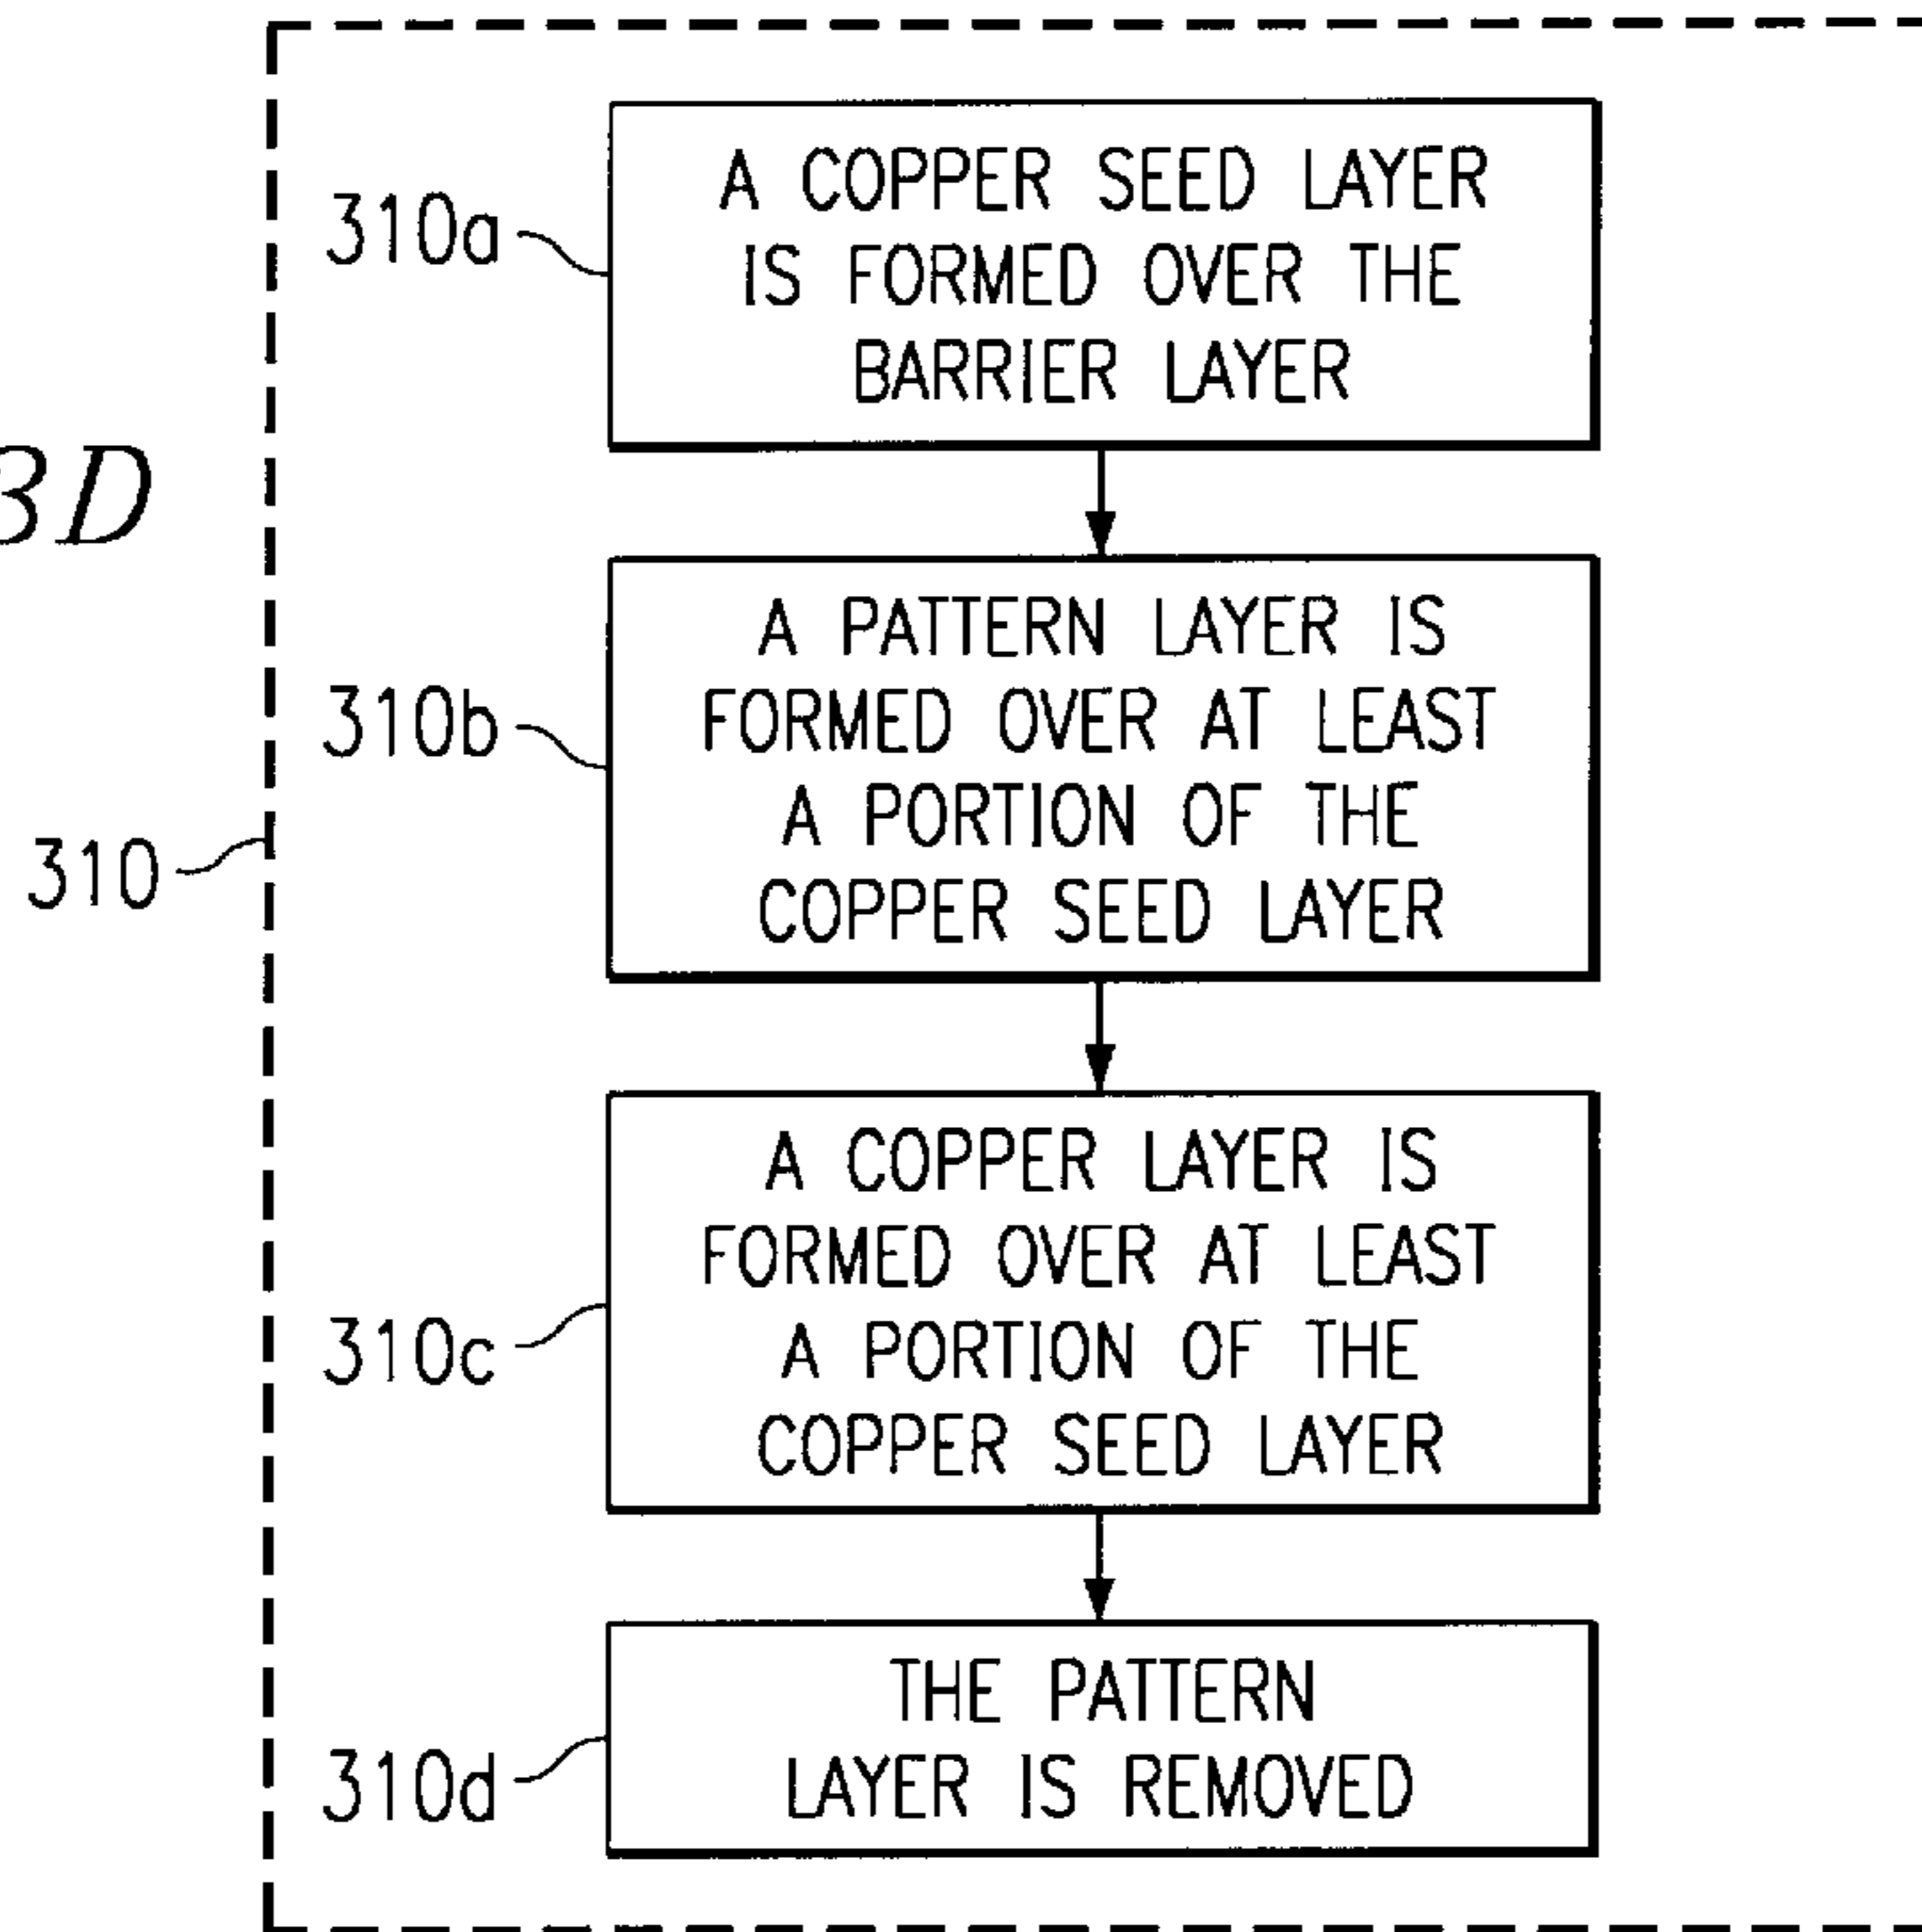 310a
A COPPER SEED LAYER
IS FORMED OVER THE
BARRIER LAYER
3D
310b
A PATTERN LAYER IS
FORMED OVER AT LEAST
A PORTION OF THE
COPPER SEED LAYER
310
310c
A COPPER LAYER IS
FORMED OVER AT LEAST
A PORTION OF THE
COPPER SEED LAYER
310d
THE PATTERN
LAYER IS REMOVED